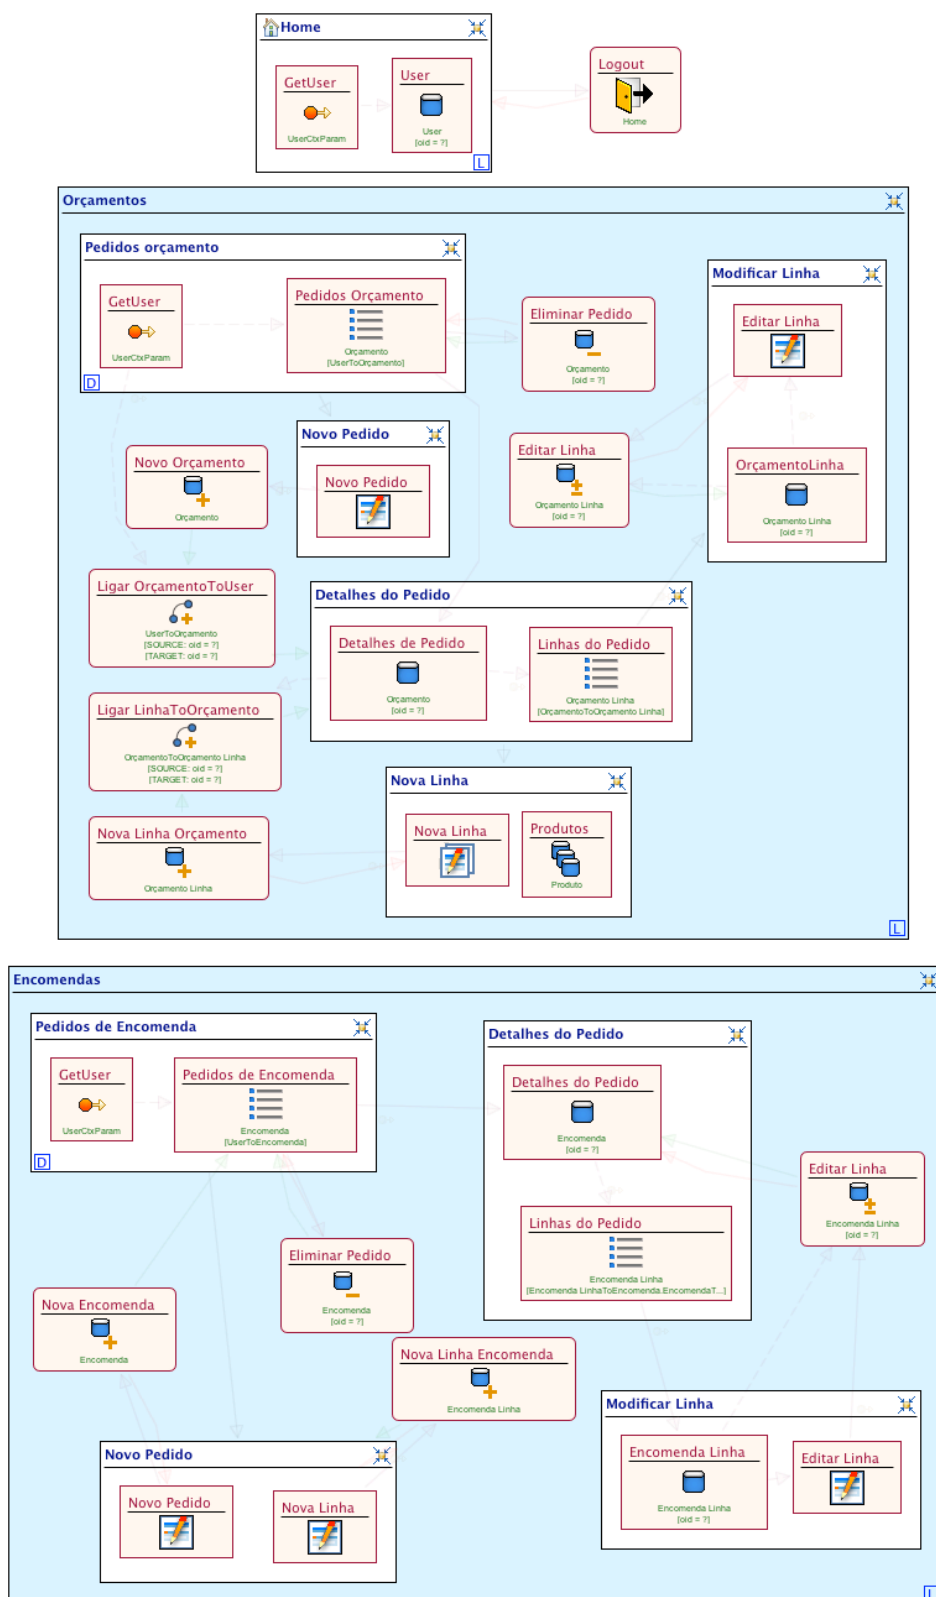 Home
GetUser
UserCtxParam
User
User
[oid = ?]
L
Logout
Home
Orçamentos
Pedidos orçamento
GetUser
UserCtxParam
Pedidos Orçamento
Orçamento
[UserToOrçamento]
D
Eliminar Pedido
Orçamento
[oid = ?]
Modificar Linha
Editar Linha
OrçamentoLinha
Orçamento Linha
[oid = ?]
Novo Pedido
Novo Pedido
Novo Orçamento
Orçamento
Editar Linha
Orçamento Linha
[oid = ?]
Ligar OrçamentoToUser
UserToOrçamento
[SOURCE: oid = ?]
[TARGET: oid = ?]
Detalhes do Pedido
Detalhes de Pedido
Orçamento
[oid = ?]
Linhas do Pedido
Orçamento Linha
[OrçamentoToOrçamento Linha]
Ligar LinhaToOrçamento
OrçamentoToOrçamento Linha
[SOURCE: oid = ?]
[TARGET: oid = ?]
Nova Linha
Nova Linha
Produtos
Produto
Nova Linha Orçamento
Orçamento Linha
L
Encomendas
Pedidos de Encomenda
GetUser
UserCtxParam
Pedidos de Encomenda
Encomenda
[UserToEncomenda]
D
Detalhes do Pedido
Detalhes do Pedido
Encomenda
[oid = ?]
Linhas do Pedido
Encomenda Linha
[Encomenda LinhaToEncomenda.EncomendaT...]
Editar Linha
Encomenda Linha
[oid = ?]
Eliminar Pedido
Encomenda
[oid = ?]
Nova Encomenda
Encomenda
Nova Linha Encomenda
Encomenda Linha
Modificar Linha
Encomenda Linha
Encomenda Linha
[oid = ?]
Editar Linha
Novo Pedido
Novo Pedido
Nova Linha
L